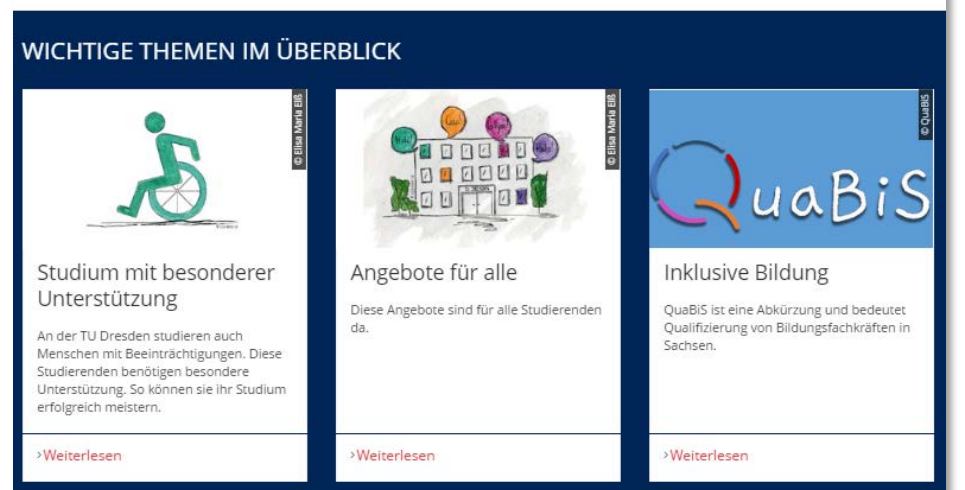 WICHTIGE THEMEN IM ÜBERBLICK
© Elisa Maria Elß
Studium mit besonderer
Unterstützung
An der TU Dresden studieren auch
Menschen mit Beeinträchtigungen. Diese
Studierenden benötigen besondere
Unterstützung. So können sie ihr Studium
erfolgreich meistern.
›Weiterlesen
© Elisa Maria Elß
Angebote für alle
Diese Angebote sind für alle Studierenden
da.
›Weiterlesen
© QuaBiS
QuaBiS
Inklusive Bildung
QuaBiS ist eine Abkürzung und bedeutet
Qualifizierung von Bildungsfachkräften in
Sachsen.
›Weiterlesen